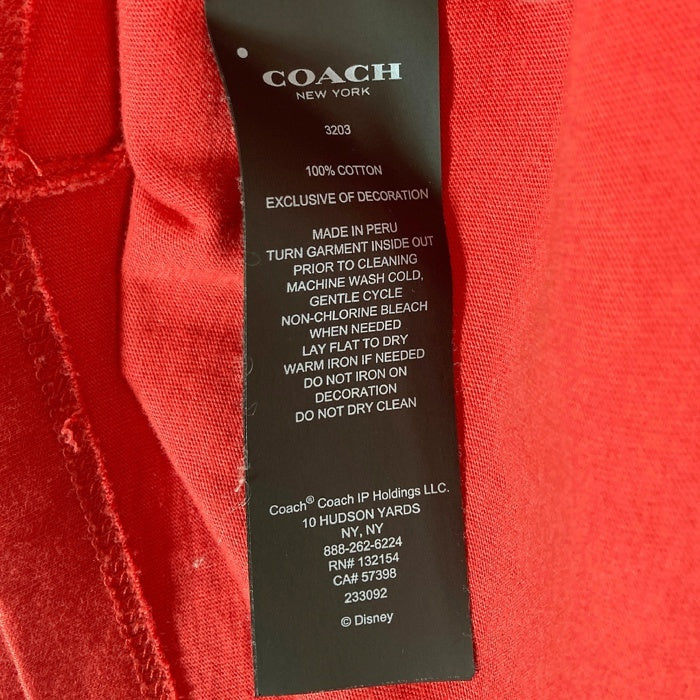 COACH
NEW YORK
3203
100% COTTON
EXCLUSIVE OF DECORATION
MADE IN PERU
TURN GARMENT INSIDE OUT
PRIOR TO CLEANING
MACHINE WASH COLD,
GENTLE CYCLE
NON-CHLORINE BLEACH
WHEN NEEDED
LAY FLAT TO DRY
WARM IRON IF NEEDED
DO NOT IRON ON
DECORATION
DO NOT DRY CLEAN
Coach® Coach IP Holdings LLC.
10 HUDSON YARDS
NY, NY
888-262-6224
RN# 132154
CA# 57398
233092
© Disney